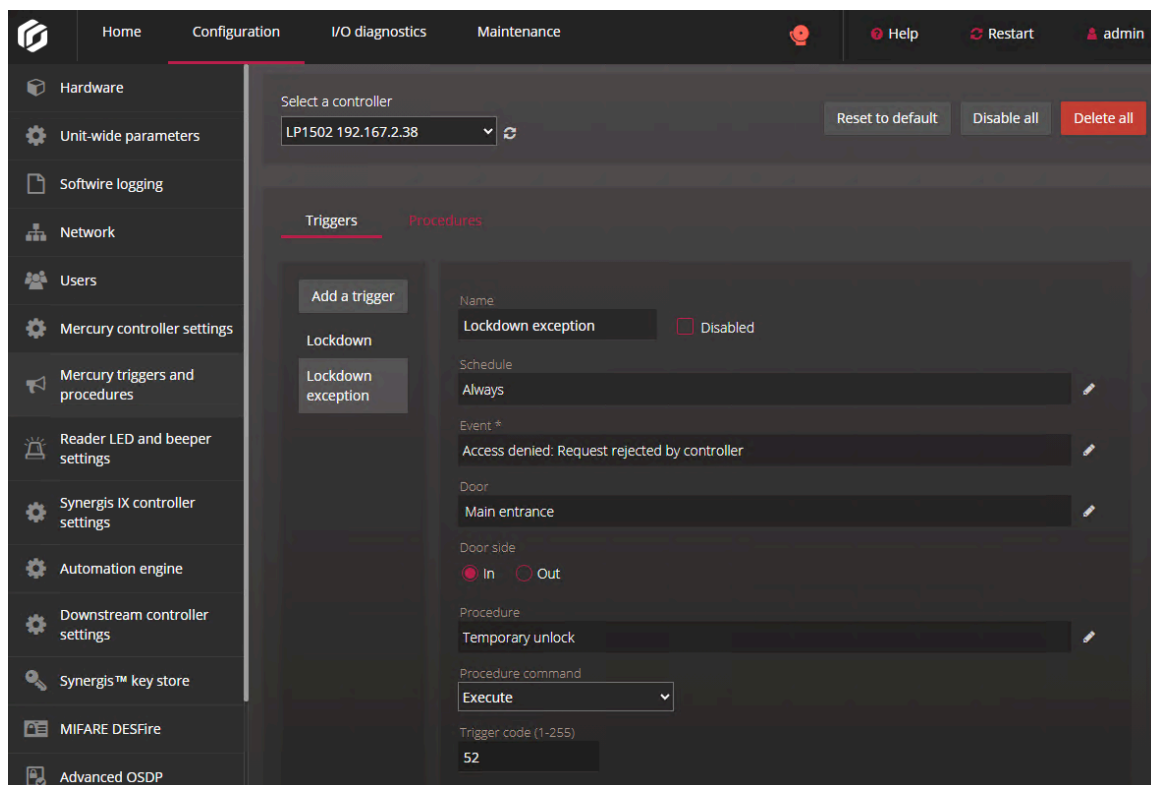 Home Configuration I/O diagnostics Maintenance Help Restart admin
Hardware
Unit-wide parameters
Softwire logging
Network
Users
Mercury controller settings
Mercury triggers and
procedures
Reader LED and beeper
settings
Synergis IX controller
settings
Automation engine
Downstream controller
settings
Synergis™ key store
MIFARE DESFire
Advanced OSDP
Select a controller
LP1502 192.167.2.38
Reset to default Disable all Delete all
Triggers Procedures
Add a trigger
Lockdown
Lockdown
exception
Name
Lockdown exception Disabled
Schedule
Always
Event *
Access denied: Request rejected by controller
Door
Main entrance
Door side
In Out
Procedure
Temporary unlock
Procedure command
Execute
Trigger code (1-255)
52